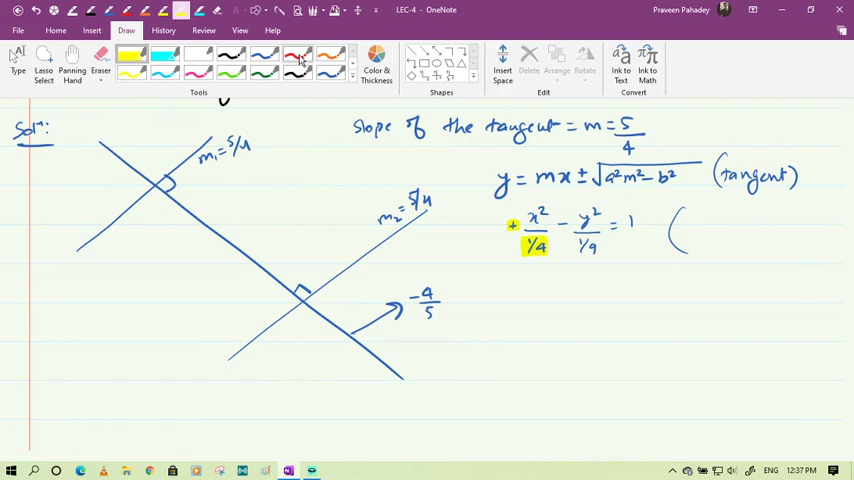 LEC-4 - OneNote
Praveen Pahadey
File Home Insert Draw History Review View Help
Type
Lasso Select
Panning Hand
Eraser
Color & Thickness
Insert Space
Delete
Arrange
Rotate
Ink to Text
Ink to Math
Tools
Shapes
Edit
Convert
Solⁿ:
m₁ = 5/4
m₂ = 5/4
-4/5
slope of the tangent = m = 5/4
y = mx ± √a²m² - b² (tangent)
+ x²/(1/4) - y²/(1/9) = 1 (
ENG 12:37 PM